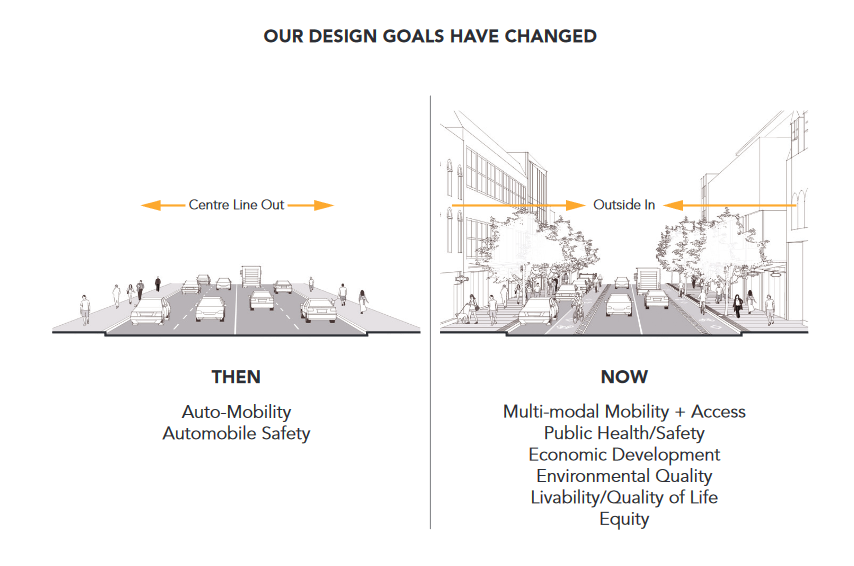 OUR DESIGN GOALS HAVE CHANGED
Centre Line Out
THEN
Auto-Mobility
Automobile Safety
Outside In
NOW
Multi-modal Mobility + Access
Public Health/Safety
Economic Development
Environmental Quality
Livability/Quality of Life
Equity